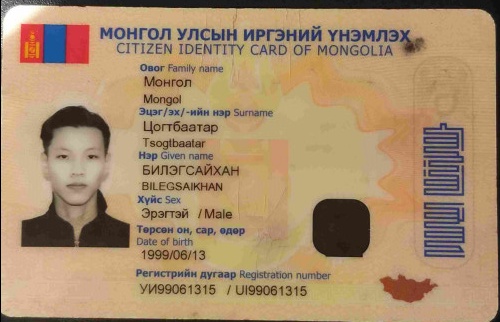 МОНГОЛ УЛСЫН ИРГЭНИЙ ҮНЭМЛЭХ
CITIZEN IDENTITY CARD OF MONGOLIA
Овог Family name
Монгол
Mongol
Эцэг/эх/-ийн нэр Surname
Цогтбаатар
Tsogtbaatar
Нэр Given name
БИЛЭГСАЙХАН
BILEGSAIKHAN
Хүйс Sex
Эрэгтэй / Male
Төрсөн он, сар, өдөр
Date of birth
1999/06/13
Регистрийн дугаар Registration number
УИ99061315 / UI99061315